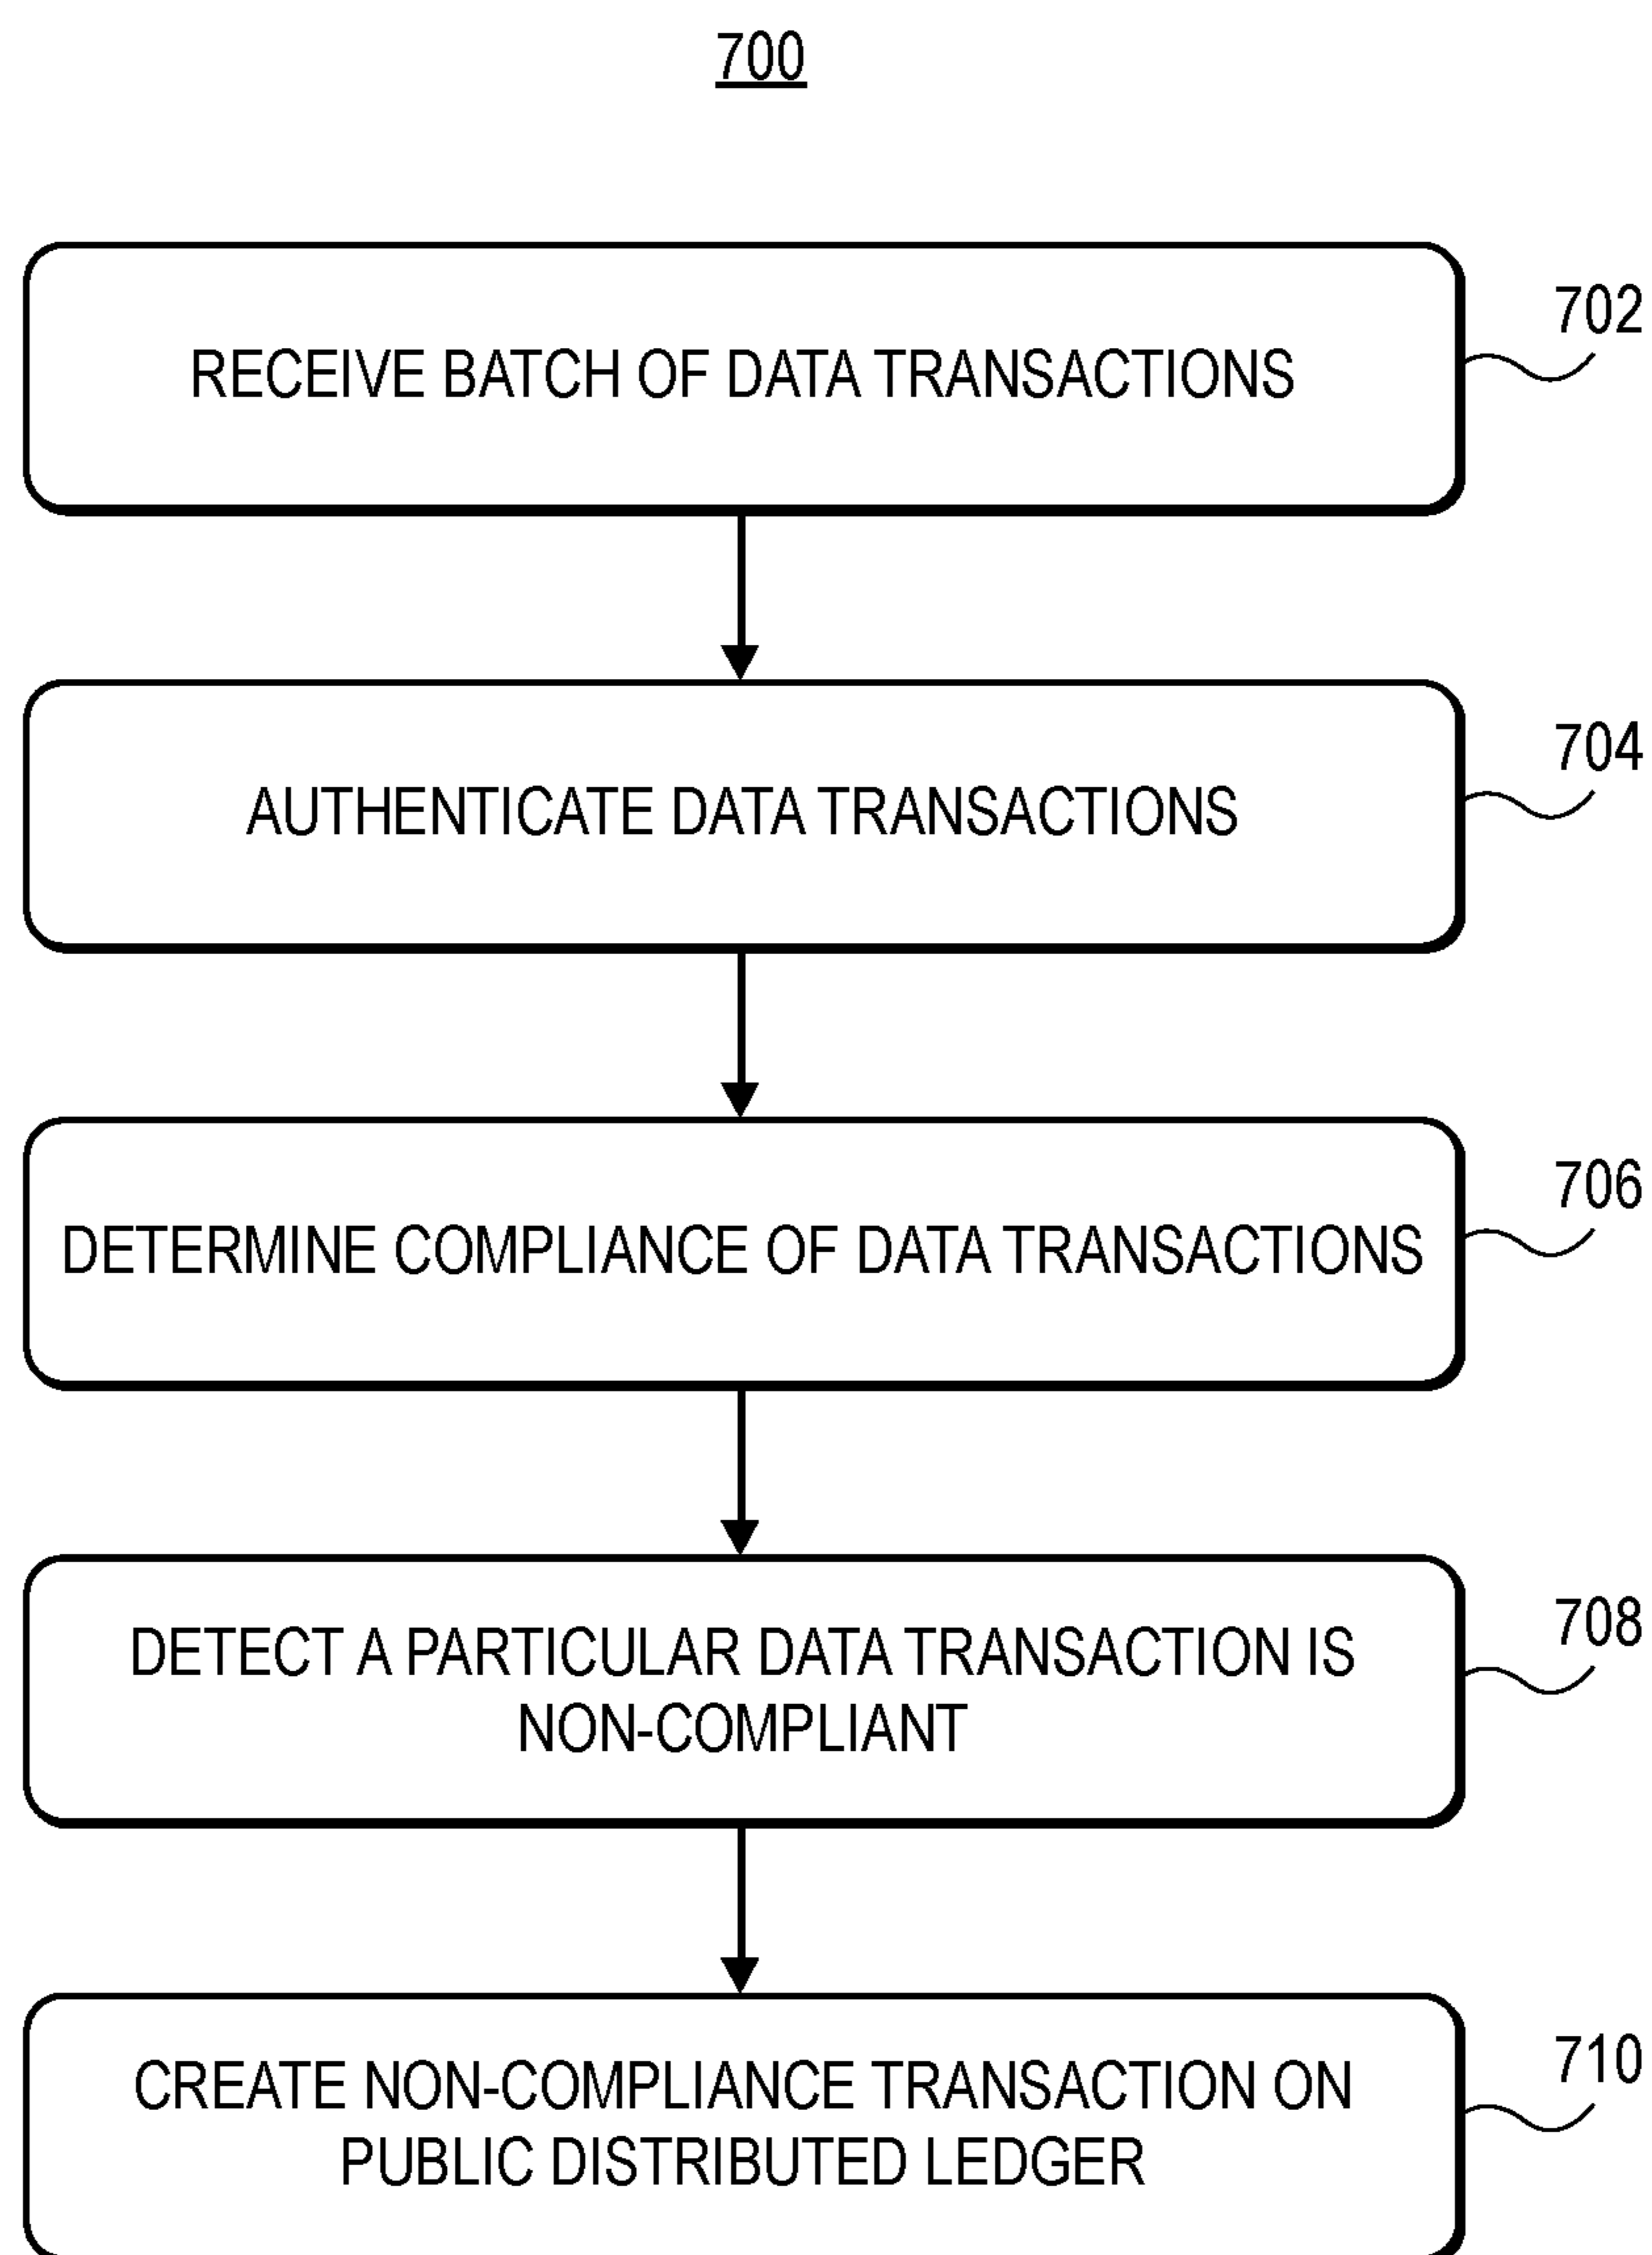 700
702
RECEIVE BATCH OF DATA TRANSACTIONS
704
AUTHENTICATE DATA TRANSACTIONS
706
DETERMINE COMPLIANCE OF DATA TRANSACTIONS
708
DETECT A PARTICULAR DATA TRANSACTION IS
NON-COMPLIANT
710
CREATE NON-COMPLIANCE TRANSACTION ON
PUBLIC DISTRIBUTED LEDGER